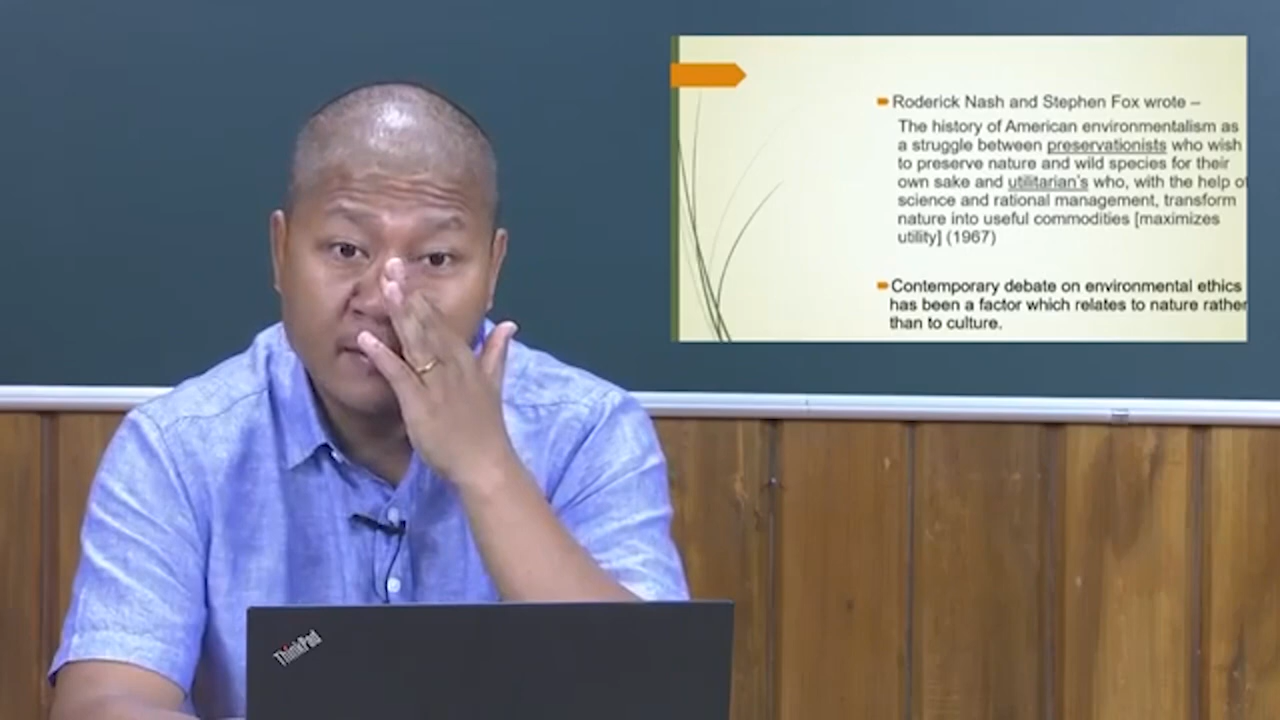 Roderick Nash and Stephen Fox wrote –
The history of American environmentalism as
a struggle between preservationists who wish
to preserve nature and wild species for their
own sake and utilitarian's who, with the help of
science and rational management, transform
nature into useful commodities [maximizes
utility] (1967)
Contemporary debate on environmental ethics
has been a factor which relates to nature rather
than to culture.
ThinkPad